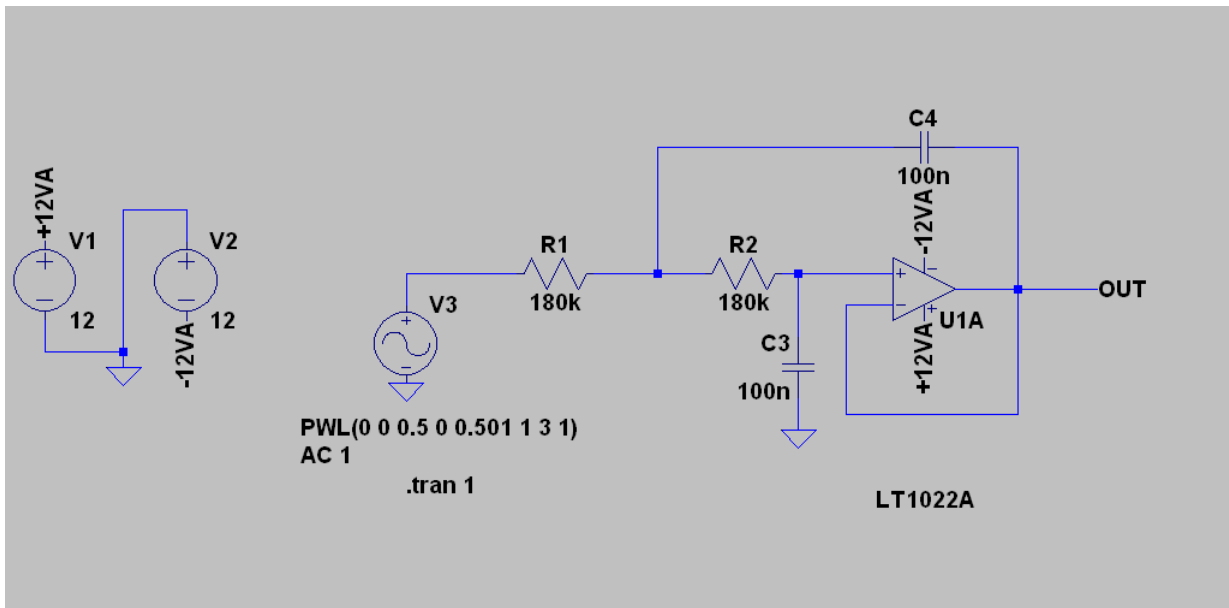 +12VA
V1
12
V2
12
-12VA
V3
R1
180k
R2
180k
C4
100n
-12VA
+
−
+
−
U1A
+12VA
OUT
C3
100n
PWL(0 0 0.5 0 0.501 1 3 1)
AC 1
.tran 1
LT1022A